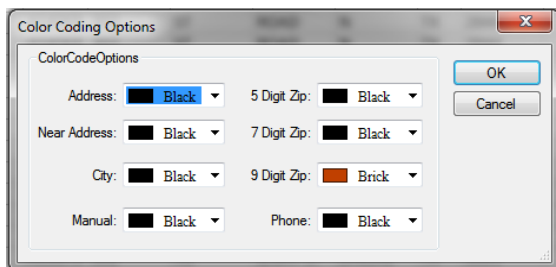 Color Coding Options
ColorCodeOptions
Address: Black 5 Digit Zip: Black
Near Address: Black 7 Digit Zip: Black
City: Black 9 Digit Zip: Brick
Manual: Black Phone: Black
OK
Cancel